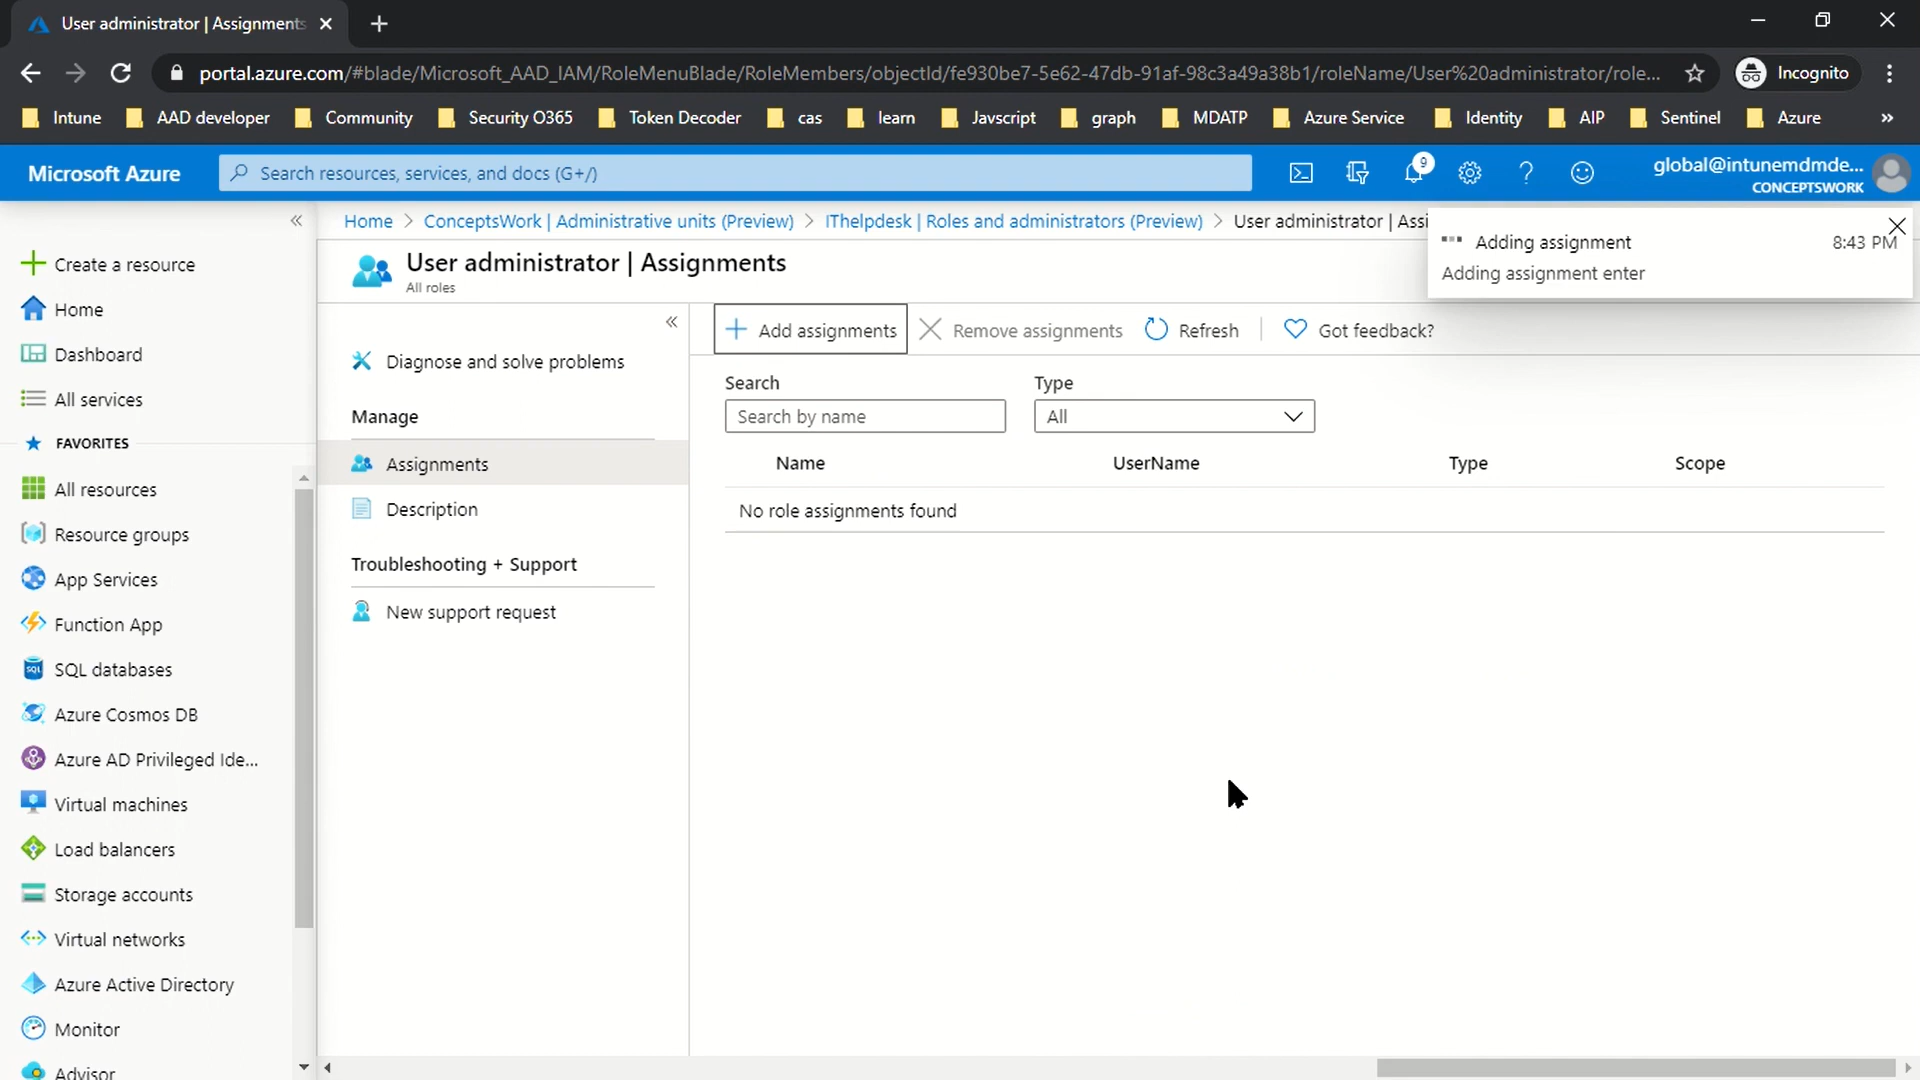 User administrator | Assignments
portal.azure.com/#blade/Microsoft_AAD_IAM/RoleMenuBlade/RoleMembers/objectId/fe930be7-5e62-47db-91af-98c3a49a38b1/roleName/User%20administrator/role...
Incognito
Intune
AAD developer
Community
Security O365
Token Decoder
cas
learn
Javscript
graph
MDATP
Azure Service
Identity
AIP
Sentinel
Azure
»
Microsoft Azure
Search resources, services, and docs (G+/)
9
global@intunemdmde...
CONCEPTSWORK
Home > ConceptsWork | Administrative units (Preview) > IThelpdesk | Roles and administrators (Preview) > User administrator | Assi
Adding assignment
8:43 PM
Adding assignment enter
User administrator | Assignments
All roles
Create a resource
Home
Dashboard
All services
FAVORITES
All resources
Resource groups
App Services
Function App
SQL databases
Azure Cosmos DB
Azure AD Privileged Ide...
Virtual machines
Load balancers
Storage accounts
Virtual networks
Azure Active Directory
Monitor
Advisor
Diagnose and solve problems
Manage
Assignments
Description
Troubleshooting + Support
New support request
Add assignments
Remove assignments
Refresh
Got feedback?
Search
Type
Search by name
All
Name
UserName
Type
Scope
No role assignments found